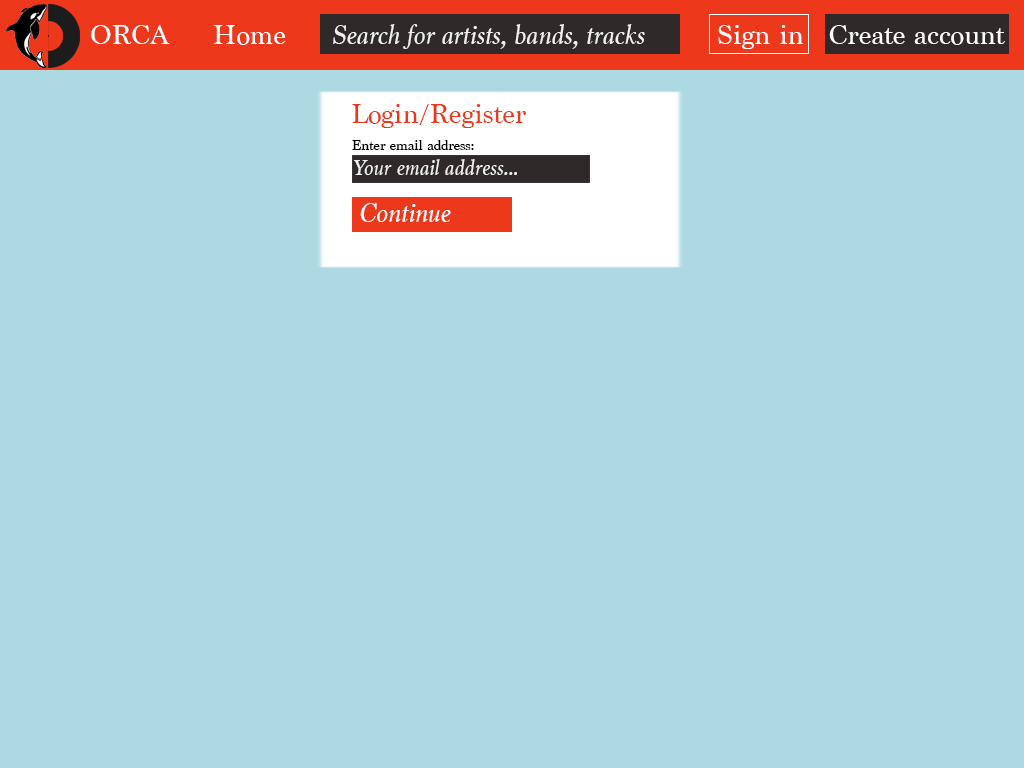 ORCA Home Search for artists, bands, tracks Sign in Create account
Login/Register
Enter email address:
Your email address...
Continue